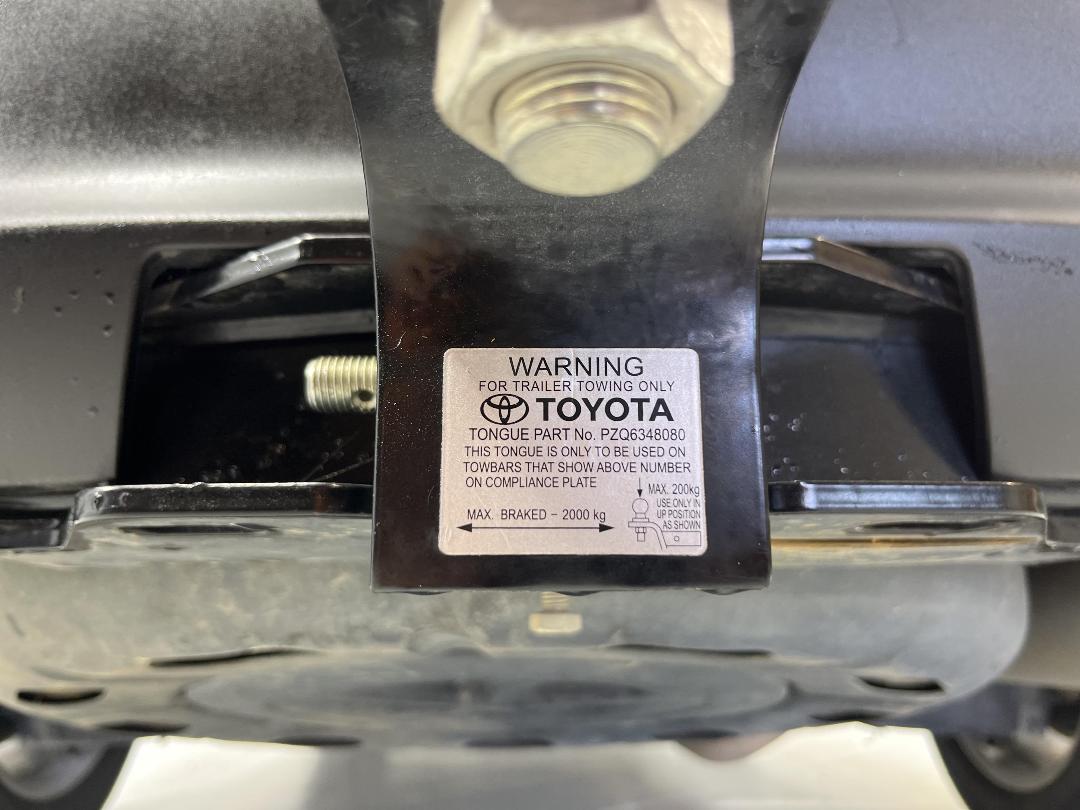 WARNING
FOR TRAILER TOWING ONLY
TOYOTA
TONGUE PART No. PZQ6348080
THIS TONGUE IS ONLY TO BE USED ON
TOWBARS THAT SHOW ABOVE NUMBER
ON COMPLIANCE PLATE
MAX. 200kg
USE ONLY IN
UP POSITION
AS SHOWN
MAX. BRAKED - 2000 kg